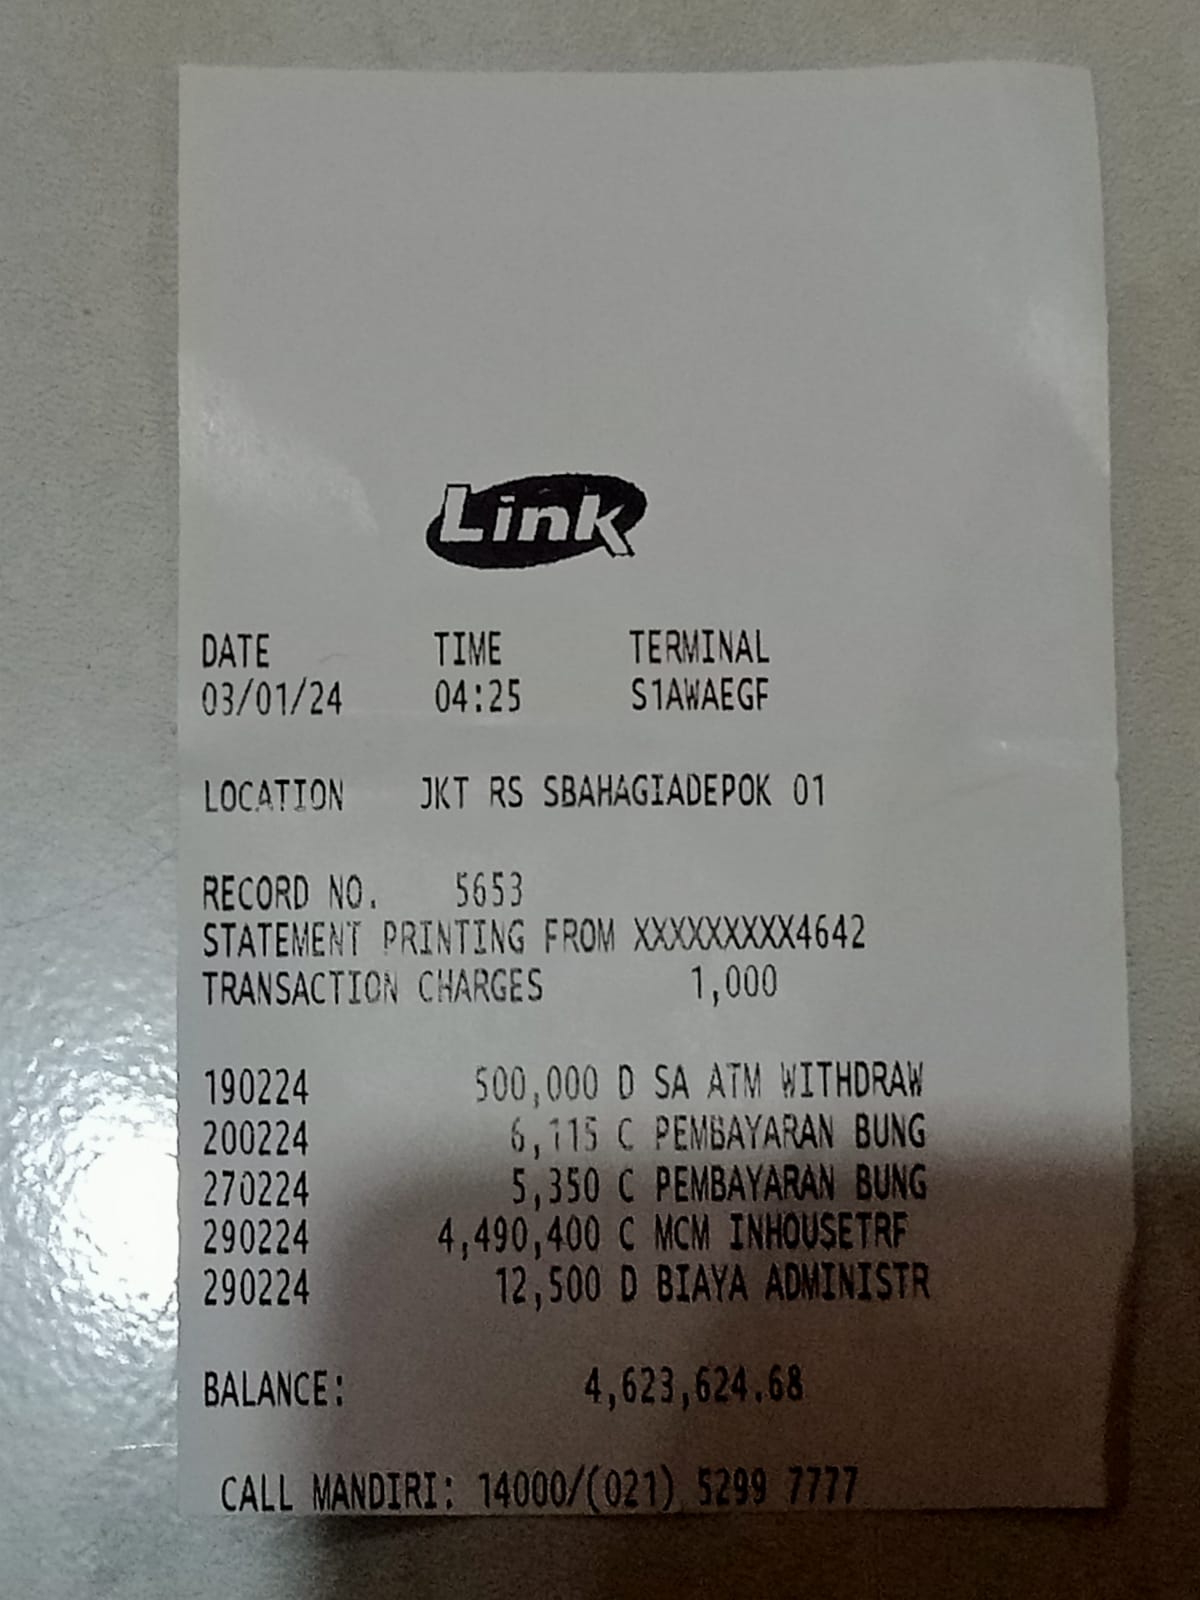 Link
DATE TIME TERMINAL
03/01/24 04:25 S1AWAEGF
LOCATION JKT RS SBAHAGIADEPOK 01
RECORD NO. 5653
STATEMENT PRINTING FROM XXXXXXXXX4642
TRANSACTION CHARGES 1,000
190224 500,000 D SA ATM WITHDRAW
200224 6,115 C PEMBAYARAN BUNG
270224 5,350 C PEMBAYARAN BUNG
290224 4,490,400 C MCM INHOUSETRF
290224 12,500 D BIAYA ADMINISTR
BALANCE: 4,623,624.68
CALL MANDIRI: 14000/(021) 5299 7777